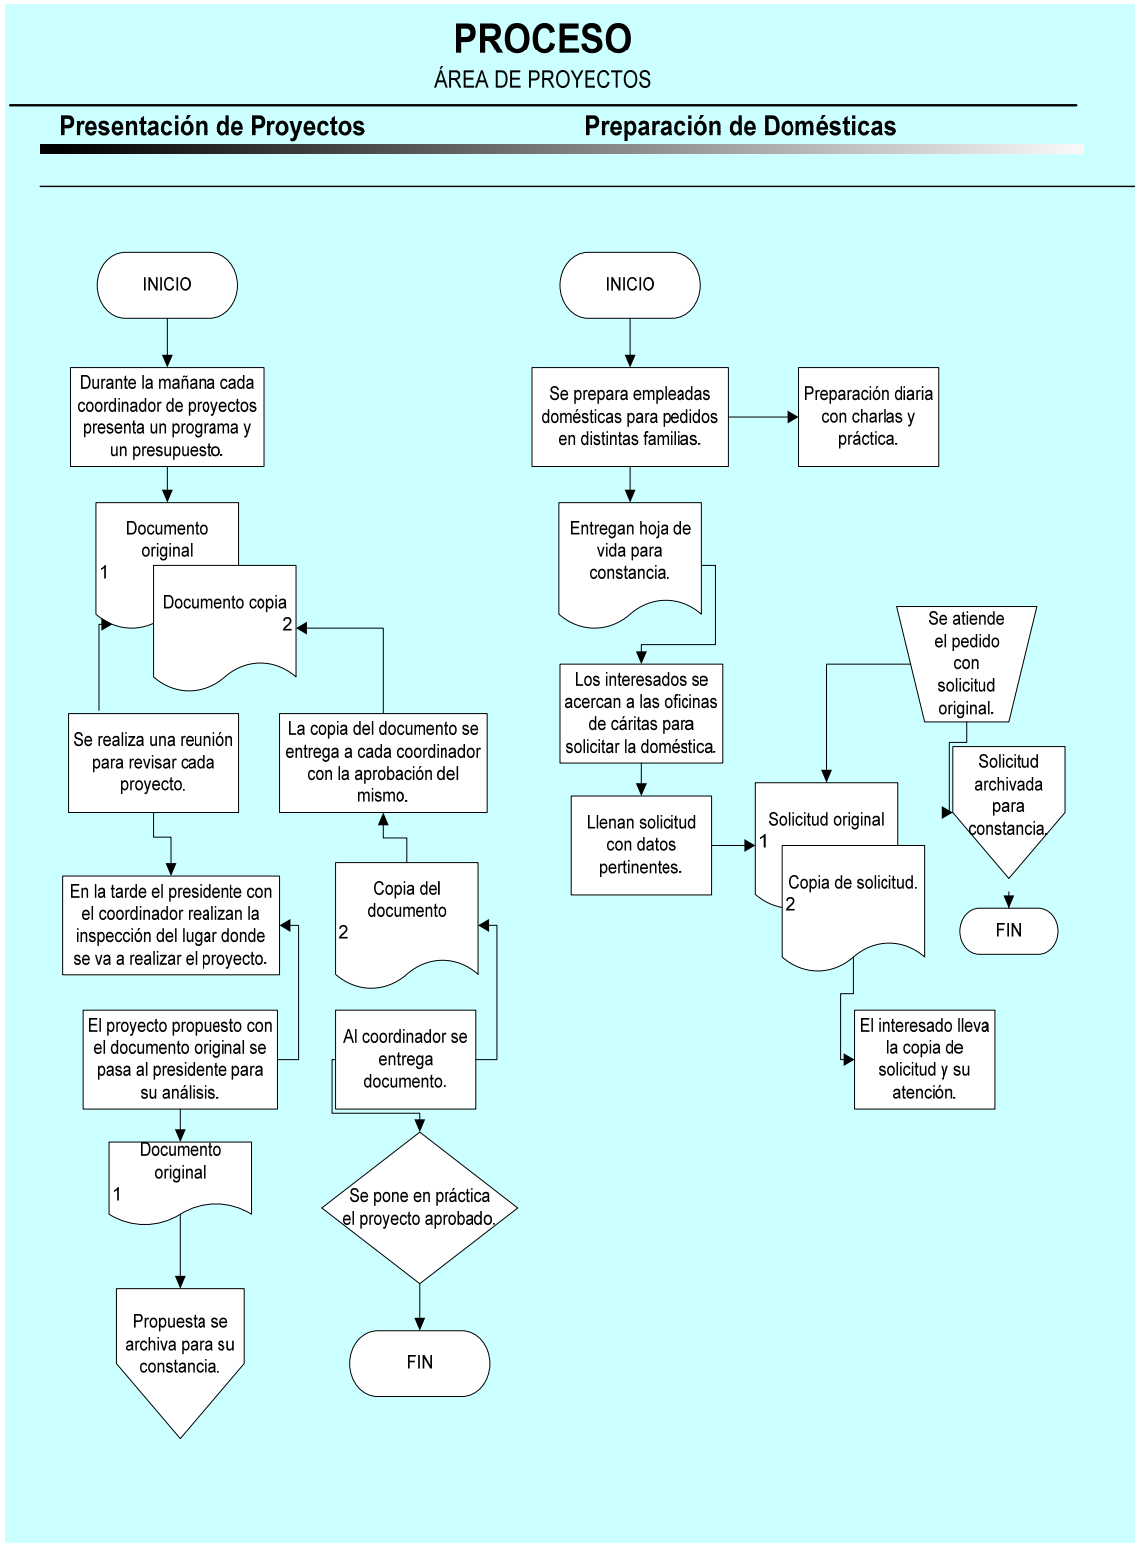 PROCESO
ÁREA DE PROYECTOS
Presentación de Proyectos
Preparación de Domésticas
INICIO
Durante la mañana cada
coordinador de proyectos
presenta un programa y
un presupuesto.
Documento
original
1
Documento copia
2
Se realiza una reunión
para revisar cada
proyecto.
La copia del documento se
entrega a cada coordinador
con la aprobación del
mismo.
En la tarde el presidente con
el coordinador realizan la
inspección del lugar donde
se va a realizar el proyecto.
Copia del
documento
2
El proyecto propuesto con
el documento original se
pasa al presidente para
su análisis.
Al coordinador se
entrega
documento.
Documento
original
1
Se pone en práctica
el proyecto aprobado.
Propuesta se
archiva para su
constancia.
FIN
INICIO
Se prepara empleadas
domésticas para pedidos
en distintas familias.
Preparación diaria
con charlas y
práctica.
Entregan hoja de
vida para
constancia.
Los interesados se
acercan a las oficinas
de cáritas para
solicitar la doméstica.
Se atiende
el pedido
con
solicitud
original.
Llenan solicitud
con datos
pertinentes.
Solicitud original
1
Copia de solicitud.
2
Solicitud
archivada
para
constancia.
FIN
El interesado lleva
la copia de
solicitud y su
atención.